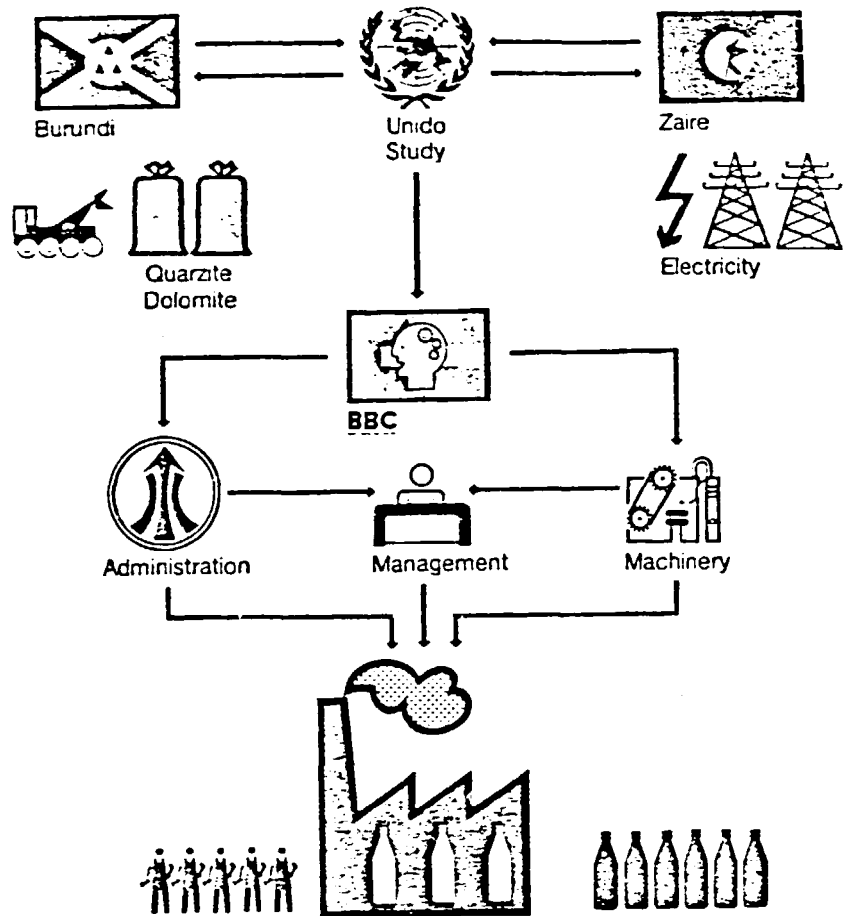 Burundi
Unido
Study
Zaire
Quarzite
Dolomite
Electricity
BBC
Administration
Management
Machinery